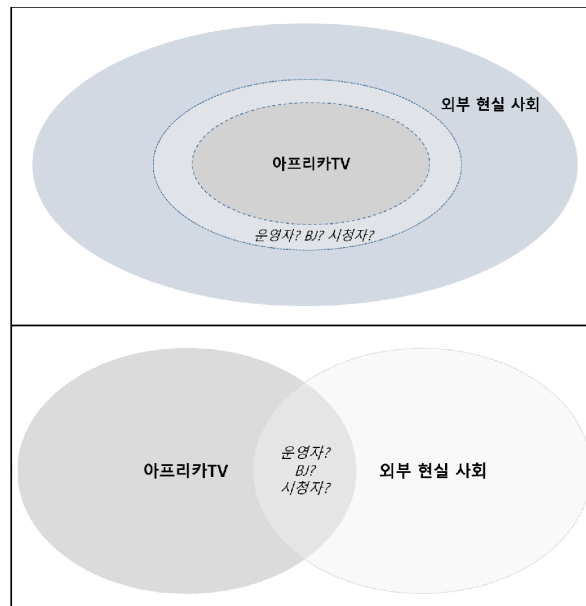 외부 현실 사회
아프리카TV
운영자? BJ? 시청자?
아프리카TV
운영자?
BJ?
시청자?
외부 현실 사회